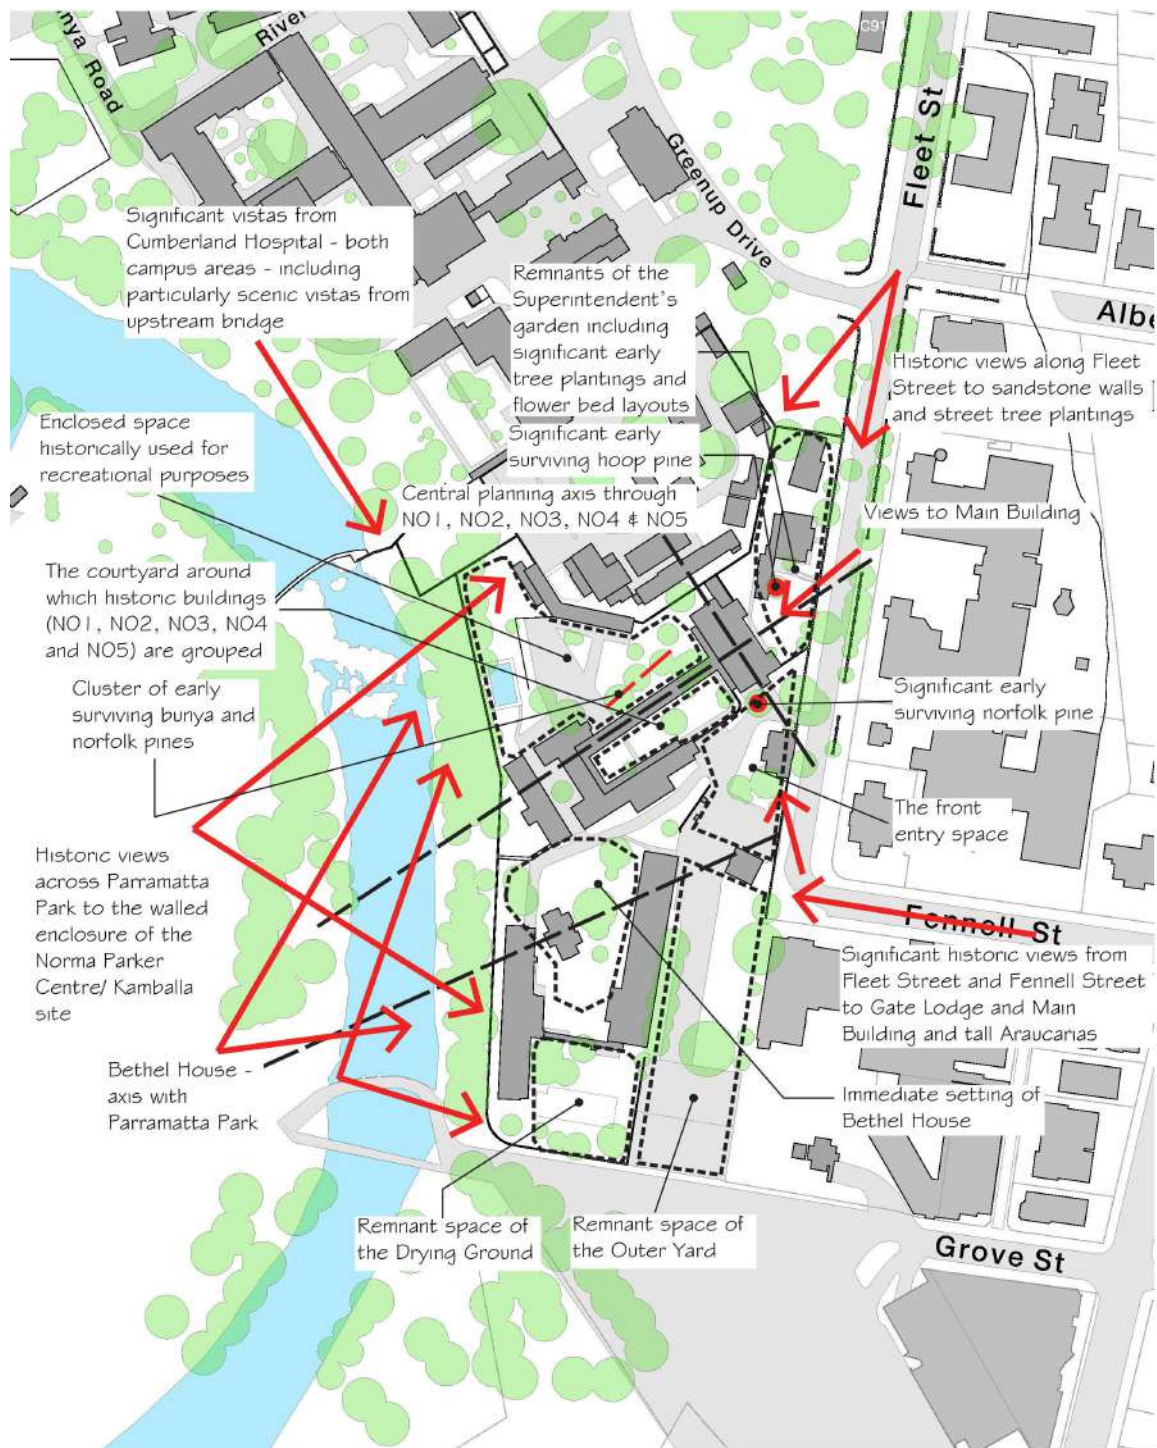 unya Road
River
C91
Fleet St
Greenup Drive
Albe
Significant vistas from
Cumberland Hospital - both
campus areas - including
particularly scenic vistas from
upstream bridge
Remnants of the
Superintendent's
garden including
significant early
tree plantings and
flower bed layouts
Historic views along Fleet
Street to sandstone walls
and street tree plantings
Enclosed space
historically used for
recreational purposes
Significant early
surviving hoop pine
Central planning axis through
NO1, NO2, NO3, NO4 & NO5
Views to Main Building
The courtyard around
which historic buildings
(NO1, NO2, NO3, NO4
and NO5) are grouped
Cluster of early
surviving bunya and
norfolk pines
Significant early
surviving norfolk pine
The front
entry space
Historic views
across Parramatta
Park to the walled
enclosure of the
Norma Parker
Centre/ Kamballa
site
Fennell St
Significant historic views from
Fleet Street and Fennell Street
to Gate Lodge and Main
Building and tall Araucarias
Bethel House -
axis with
Parramatta Park
Immediate setting of
Bethel House
Remnant space of
the Drying Ground
Remnant space of
the Outer Yard
Grove St